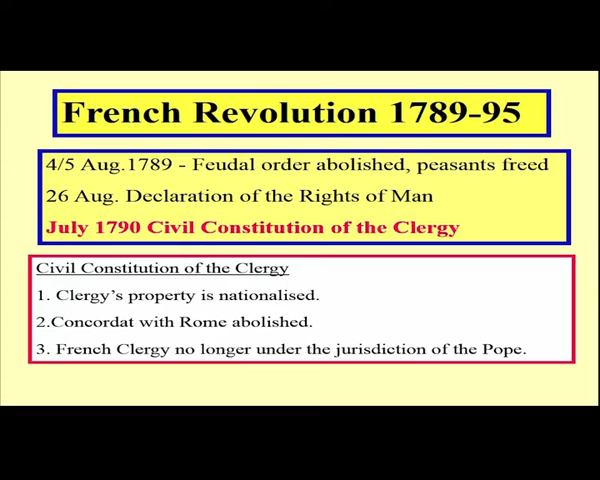 French Revolution 1789-95
4/5 Aug.1789 - Feudal order abolished, peasants freed
26 Aug. Declaration of the Rights of Man
July 1790 Civil Constitution of the Clergy
Civil Constitution of the Clergy
1. Clergy's property is nationalised.
2.Concordat with Rome abolished.
3. French Clergy no longer under the jurisdiction of the Pope.